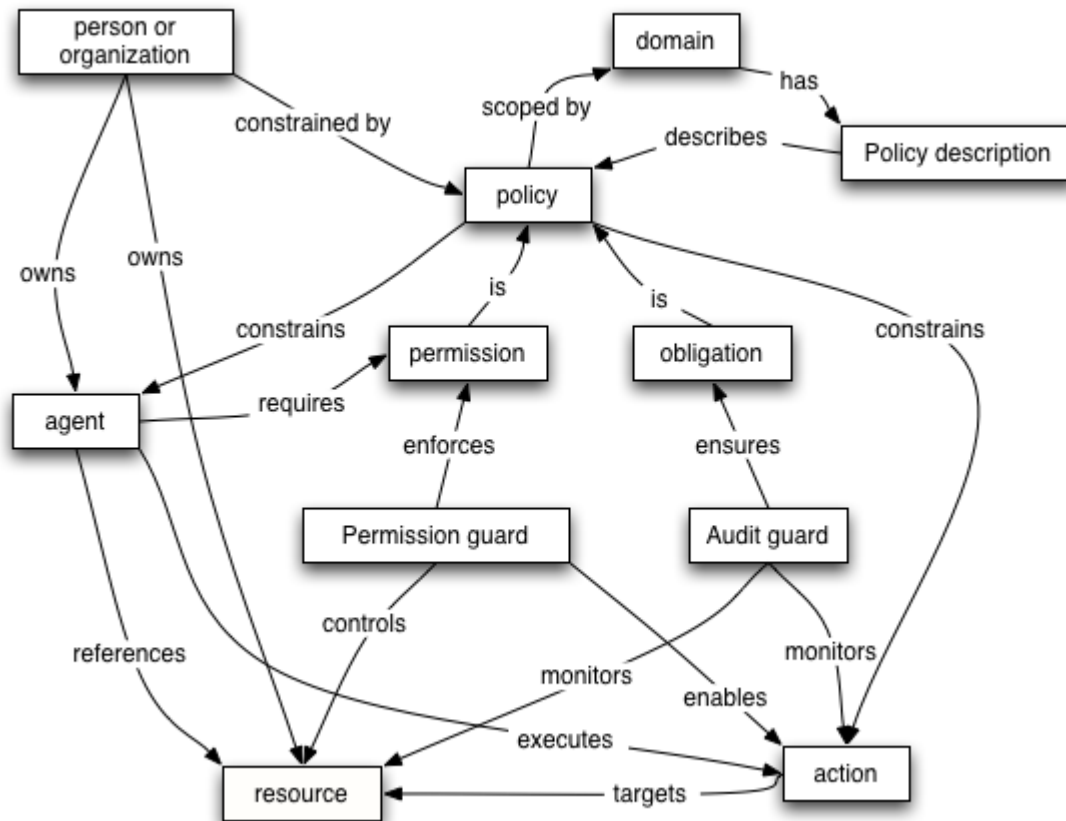 person or
organization
domain
has
scoped by
constrained by
describes
Policy description
policy
owns
owns
is
is
constrains
constrains
permission
obligation
requires
agent
enforces
ensures
Permission guard
Audit guard
controls
references
monitors
monitors
enables
executes
action
resource
targets